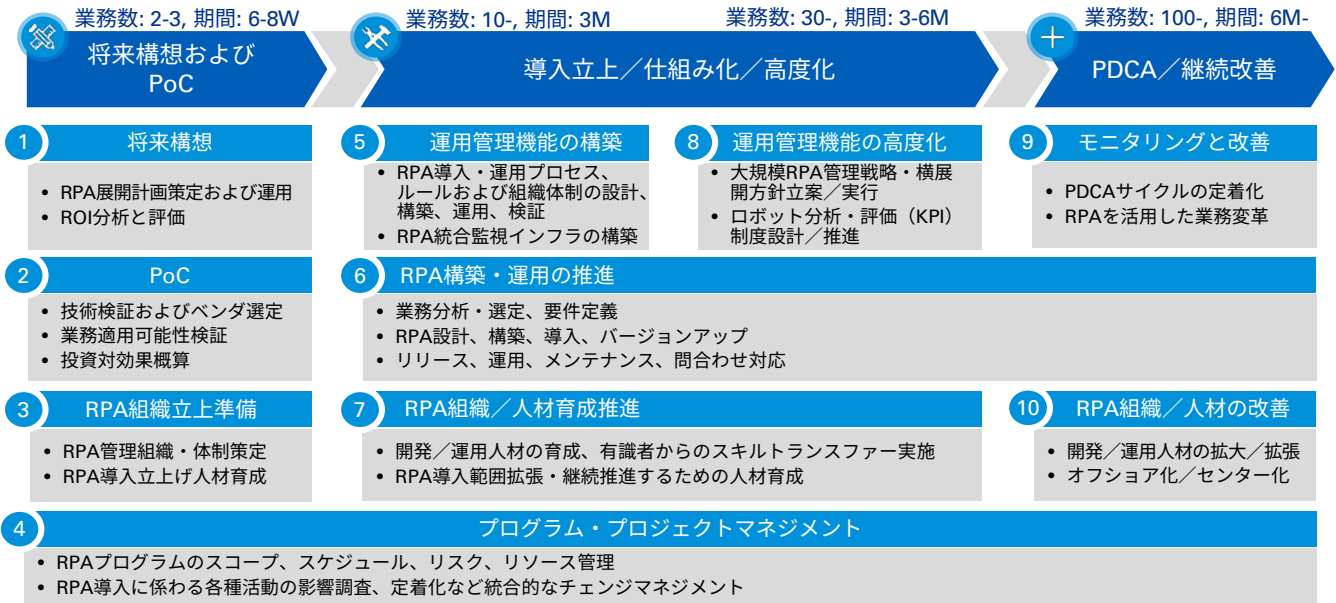 業務数: 2-3, 期間: 6-8W
業務数: 10-, 期間: 3M
業務数: 30-, 期間: 3-6M
業務数: 100-, 期間: 6M-
将来構想および
PoC
導入立上/仕組み化/高度化
PDCA/継続改善
1 将来構想
• RPA展開計画策定および運用
• ROI分析と評価
5 運用管理機能の構築
• RPA導入・運用プロセス、
ルールおよび組織体制の設計、
構築、運用、検証
• RPA統合監視インフラの構築
8 運用管理機能の高度化
• 大規模RPA管理戦略・横展
開方針立案/実行
• ロボット分析・評価(KPI)
制度設計/推進
9 モニタリングと改善
• PDCAサイクルの定着化
• RPAを活用した業務変革
2 PoC
• 技術検証およびベンダ選定
• 業務適用可能性検証
• 投資対効果概算
6 RPA構築・運用の推進
• 業務分析・選定、要件定義
• RPA設計、構築、導入、バージョンアップ
• リリース、運用、メンテナンス、問合わせ対応
3 RPA組織立上準備
• RPA管理組織・体制策定
• RPA導入立上げ人材育成
7 RPA組織/人材育成推進
• 開発/運用人材の育成、有識者からのスキルトランスファー実施
• RPA導入範囲拡張・継続推進するための人材育成
10 RPA組織/人材の改善
• 開発/運用人材の拡大/拡張
• オフショア化/センター化
4 プログラム・プロジェクトマネジメント
• RPAプログラムのスコープ、スケジュール、リスク、リソース管理
• RPA導入に係わる各種活動の影響調査、定着化など統合的なチェンジマネジメント